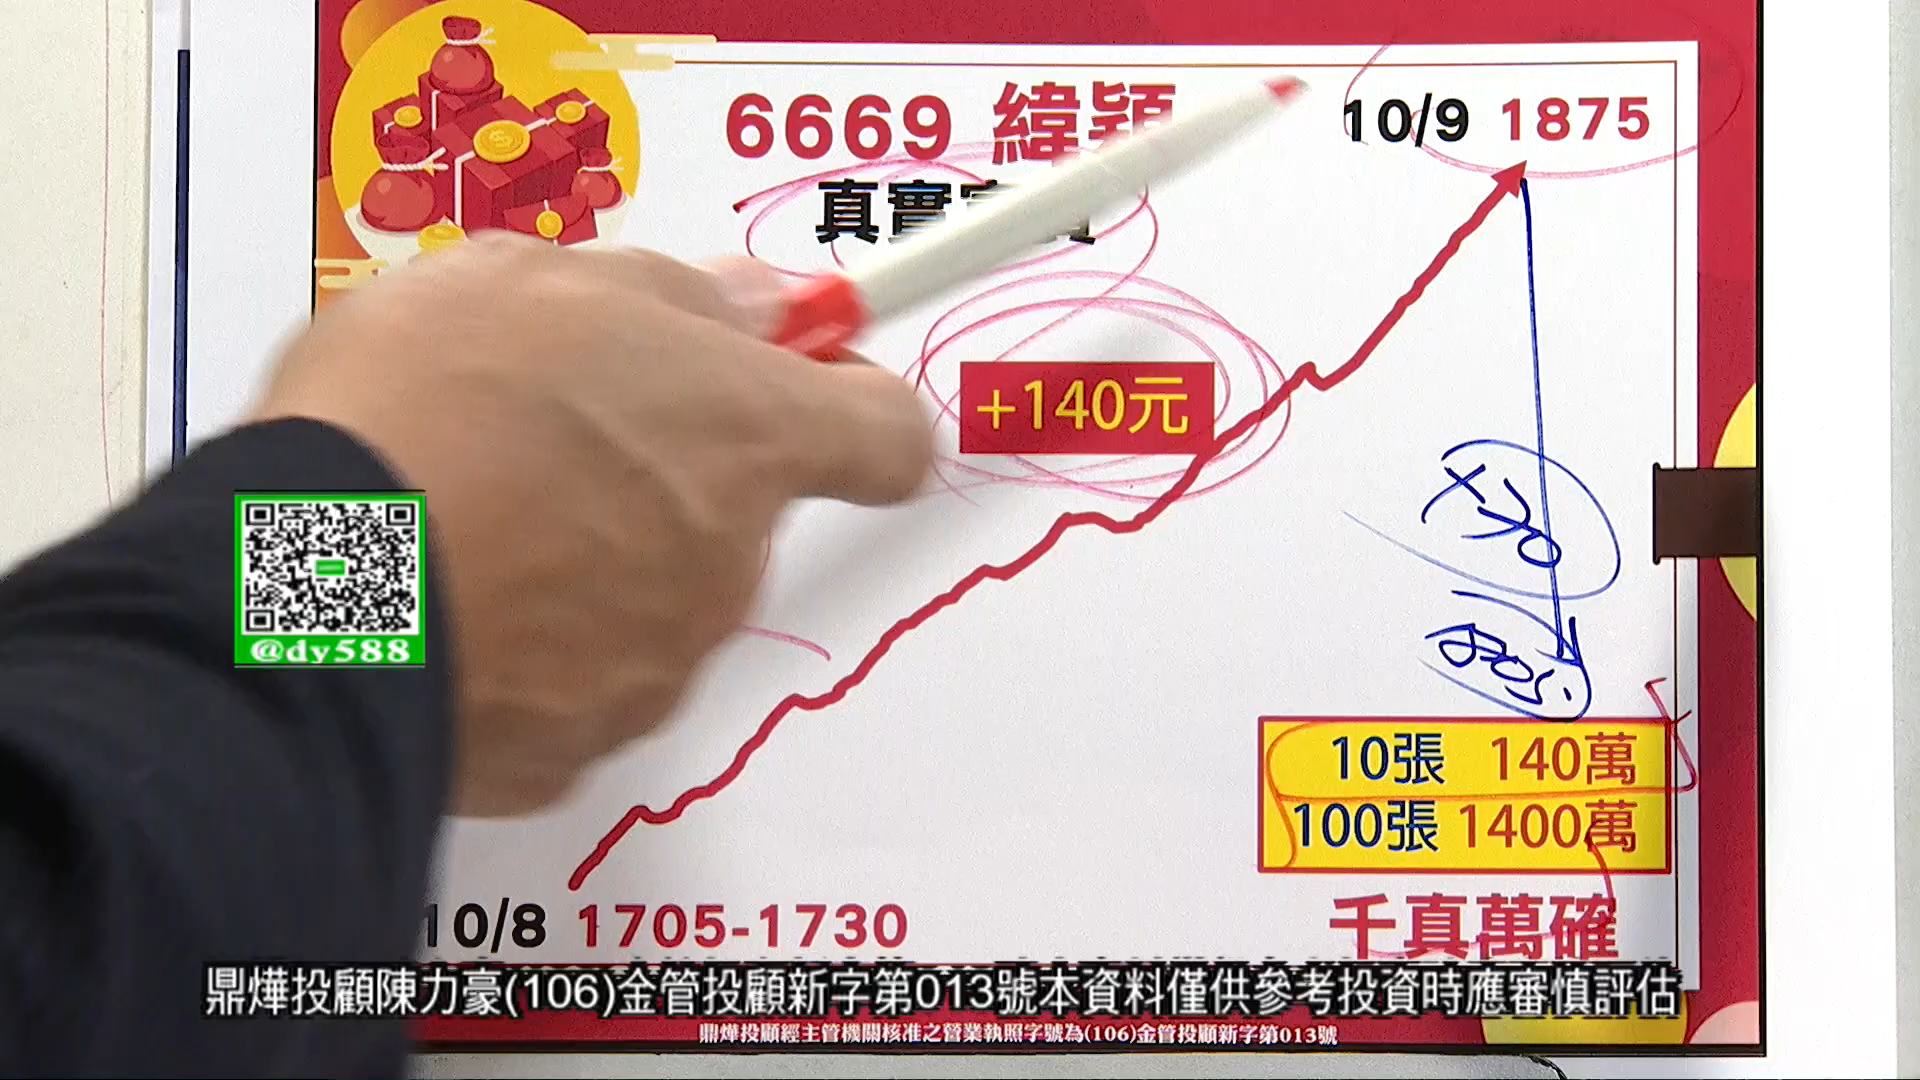 6669 緯穎
10/9 1875
真實
+140元
@dy588
10張 140萬
100張 1400萬
10/8 1705-1730
千真萬確
鼎燁投顧陳力豪(106)金管投顧新字第013號本資料僅供參考投資時應審慎評估
鼎燁投顧經主管機關核准之營業執照字號為(106)金管投顧新字第013號